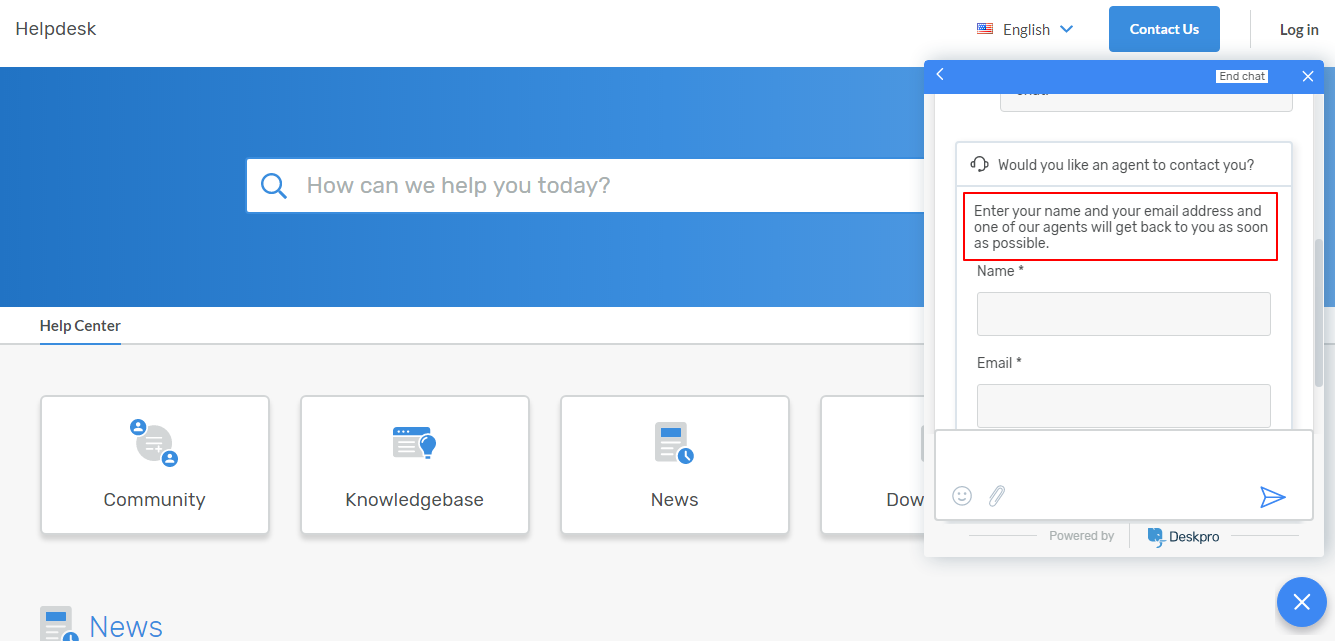 Helpdesk
English
Contact Us
Log in
How can we help you today?
Help Center
Community
Knowledgebase
News
News
End chat
Would you like an agent to contact you?
Enter your name and your email address and
one of our agents will get back to you as soon
as possible.
Name *
Email *
Powered by
Deskpro